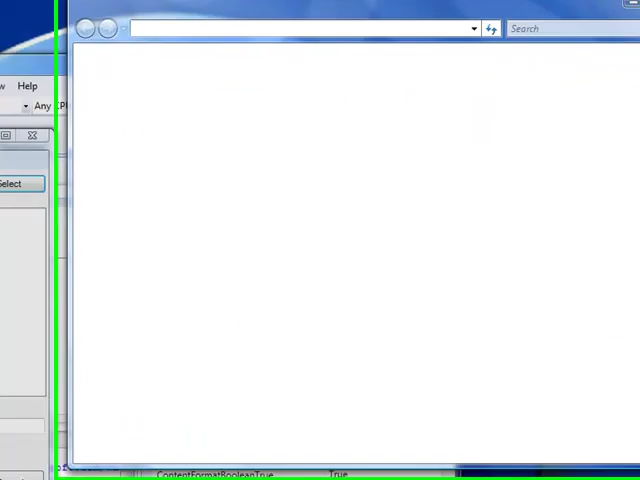 Search
Help
Any
Select
ContentFormatBooleanTrue True